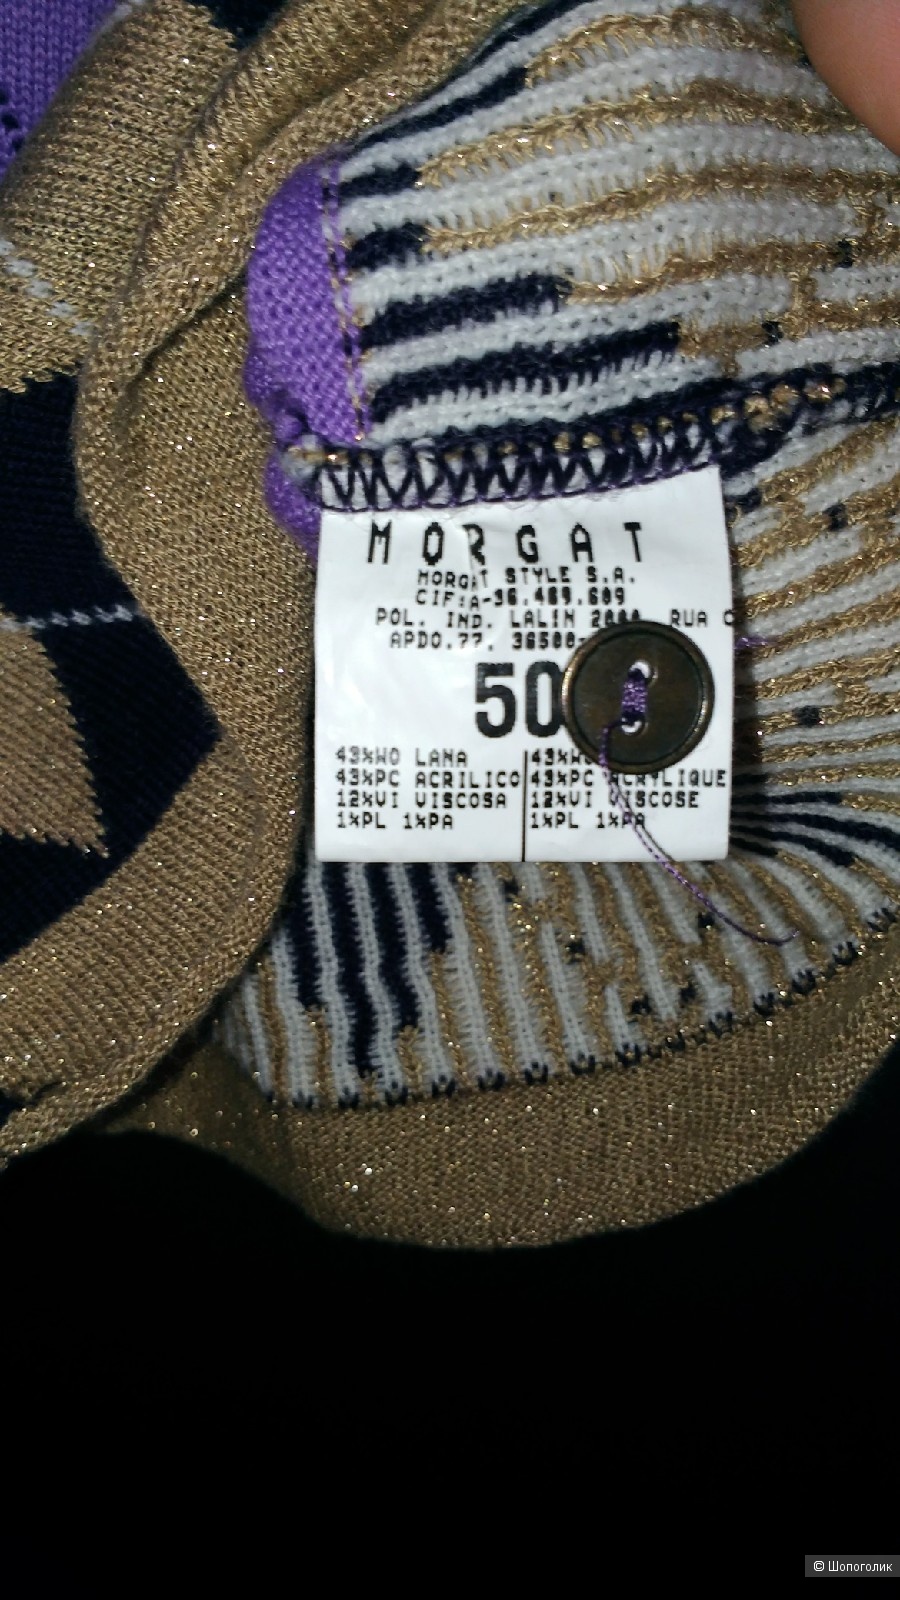 MORGAT
MORGAT STYLE S.A.
CIF:A-36.469.609
POL. IND. LALIN 2000 RUA
APDO.77. 36500-
50
43%WO LANA
43%PC ACRILICO
12%VI VISCOSA
1%PL 1%PA
43%WO
43%PC ACRYLIQUE
12%VI VISCOSE
1%PL 1%PA
© Шопоголик